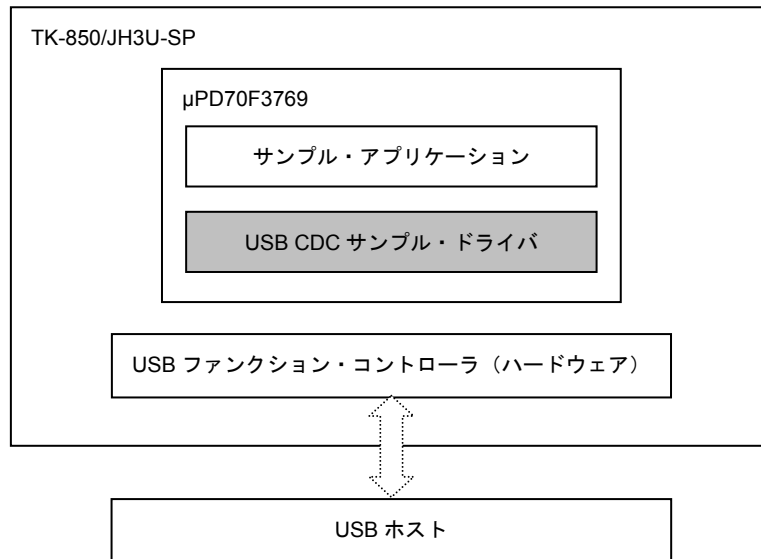 TK-850/JH3U-SP
μPD70F3769
サンプル・アプリケーション
USB CDC サンプル・ドライバ
USB ファンクション・コントローラ（ハードウェア）
USB ホスト